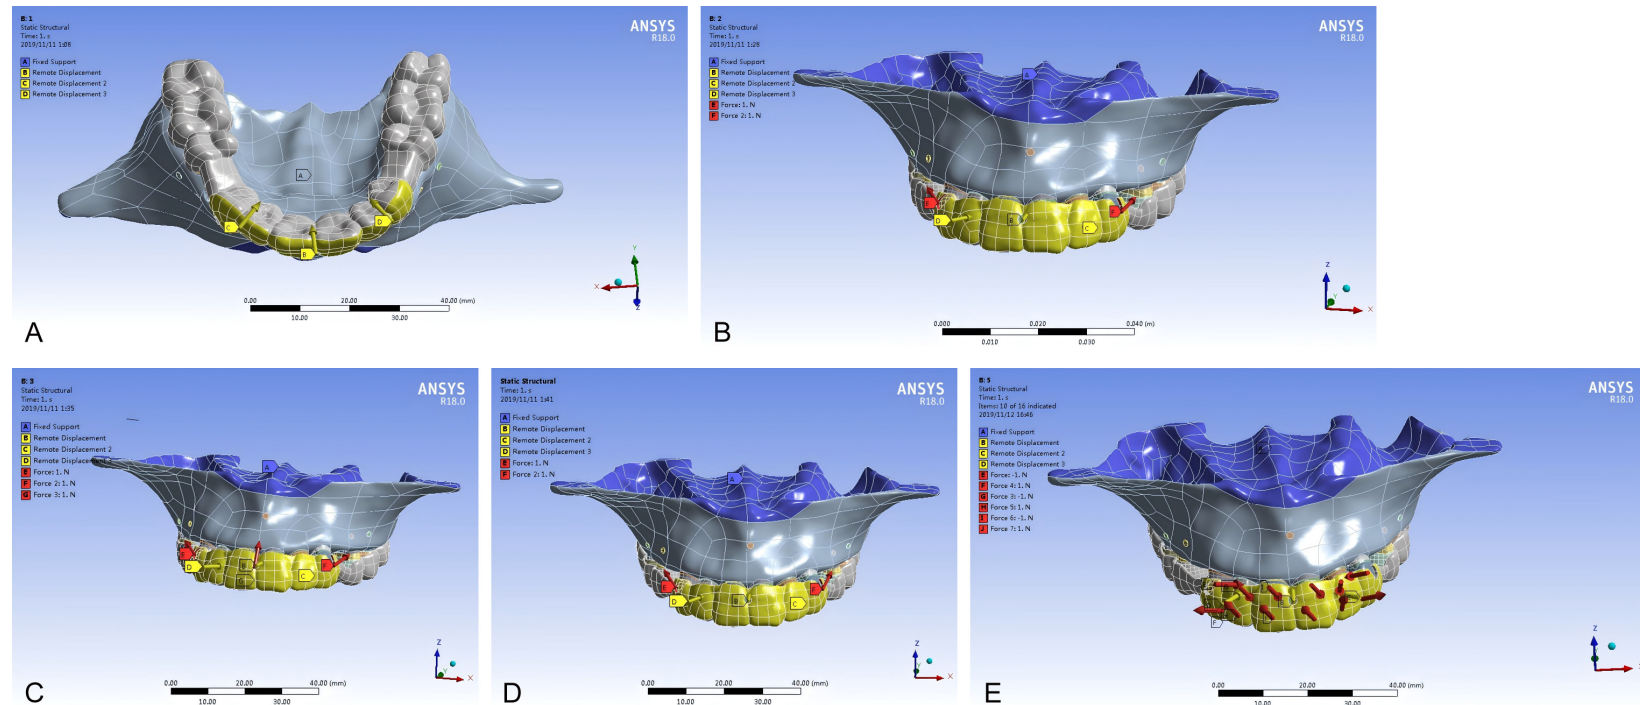 B: 1
Static Structural
Time: 1. s
2019/11/11 1:08
A Fixed Support
B Remote Displacement
C Remote Displacement 2
D Remote Displacement 3
ANSYS
R18.0
A
C
B
D
Y
X
Z
0.00 20.00 40.00 (mm)
10.00 30.00
A
B: 2
Static Structural
Time: 1. s
2019/11/11 1:28
A Fixed Support
B Remote Displacement
C Remote Displacement 2
D Remote Displacement 3
E Force: 1. N
F Force 2: 1. N
ANSYS
R18.0
A
E
F
D
B
C
Z
Y
X
0.000 0.020 0.040 (m)
0.010 0.030
B
B: 3
Static Structural
Time: 1. s
2019/11/11 1:35
A Fixed Support
B Remote Displacement
C Remote Displacement 2
D Remote Displacement 3
E Force: 1. N
F Force 2: 1. N
G Force 3: 1. N
ANSYS
R18.0
A
E
F
D
C
Z
Y
X
0.00 20.00 40.00 (mm)
10.00 30.00
C
Static Structural
Time: 1. s
2019/11/11 1:41
A Fixed Support
B Remote Displacement
C Remote Displacement 2
D Remote Displacement 3
E Force: 1. N
F Force 2: 1. N
ANSYS
R18.0
A
F
D
B
C
Z
Y
X
0.00 20.00 40.00 (mm)
10.00 30.00
D
B: 5
Static Structural
Time: 1. s
Items: 10 of 16 indicated
2019/11/12 16:46
A Fixed Support
B Remote Displacement
C Remote Displacement 2
D Remote Displacement 3
E Force: -1. N
F Force 4: 1. N
G Force 3: -1. N
H Force 5: 1. N
I Force 6: -1. N
J Force 7: 1. N
ANSYS
R18.0
F
Z
0.00 20.00 40.00 (mm)
10.00 30.00
E